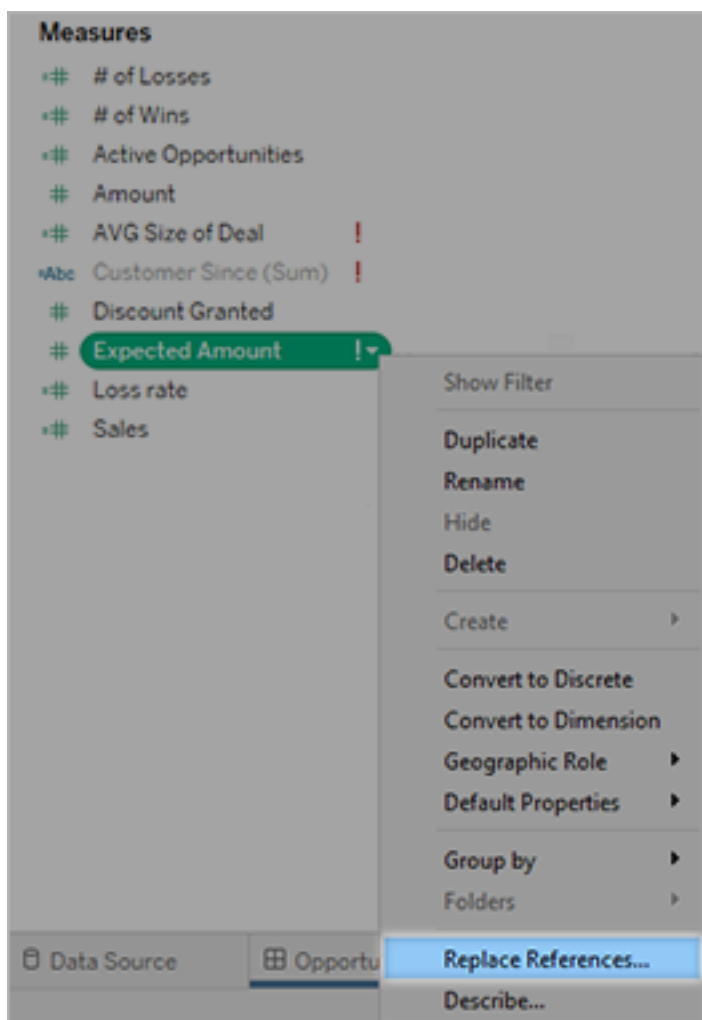 Measures
# of Losses
# of Wins
Active Opportunities
Amount
AVG Size of Deal !
Abc Customer Since (Sum) !
Discount Granted
Expected Amount !
Loss rate
Sales
Show Filter
Duplicate
Rename
Hide
Delete
Create
Convert to Discrete
Convert to Dimension
Geographic Role
Default Properties
Group by
Folders
Replace References...
Describe...
Data Source
Opportu